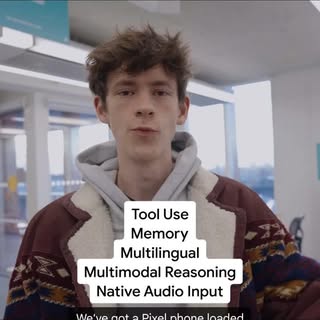 Tool Use
Memory
Multilingual
Multimodal Reasoning
Native Audio Input
We've got a Pixel phone loaded